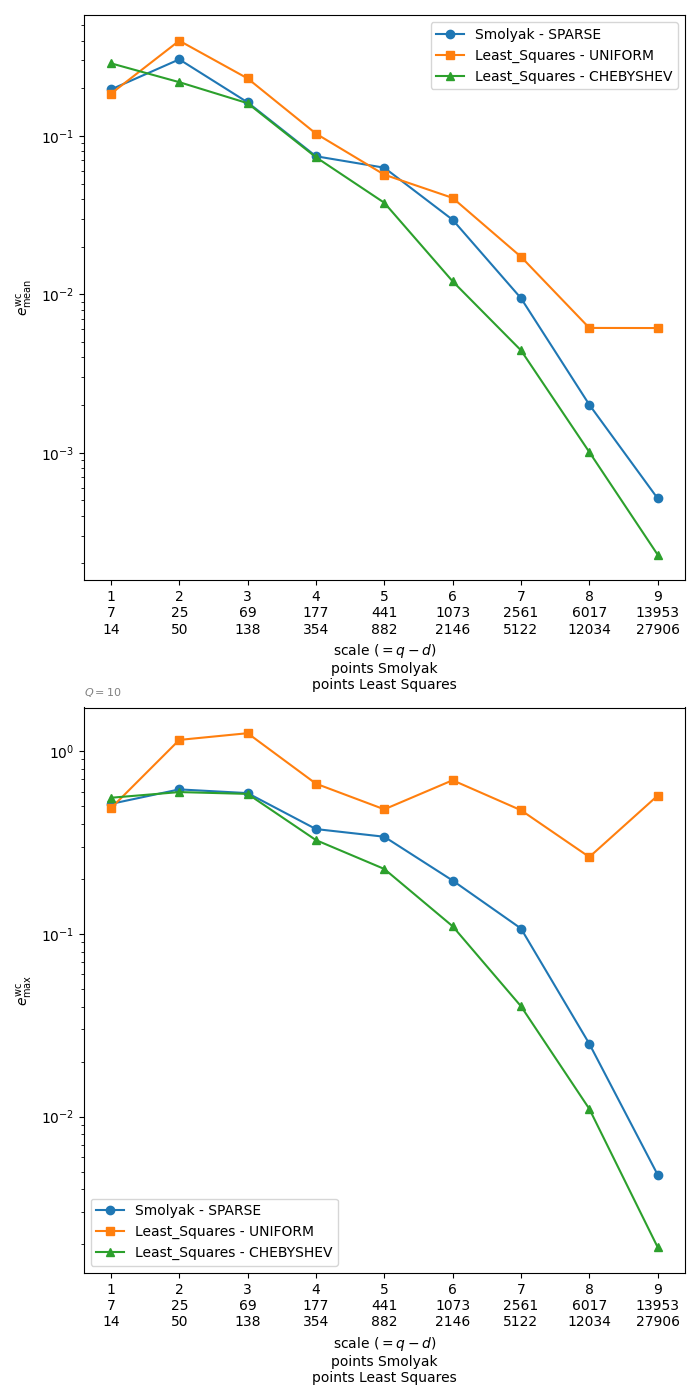 Smolyak - SPARSE
Least_Squares - UNIFORM
Least_Squares - CHEBYSHEV
10⁻¹
10⁻²
10⁻³
e^wc_mean
1 2 3 4 5 6 7 8 9
7 25 69 177 441 1073 2561 6017 13953
14 50 138 354 882 2146 5122 12034 27906
scale (= q − d)
points Smolyak
points Least Squares
Q = 10
10⁰
10⁻¹
10⁻²
e^wc_max
Smolyak - SPARSE
Least_Squares - UNIFORM
Least_Squares - CHEBYSHEV
1 2 3 4 5 6 7 8 9
7 25 69 177 441 1073 2561 6017 13953
14 50 138 354 882 2146 5122 12034 27906
scale (= q − d)
points Smolyak
points Least Squares